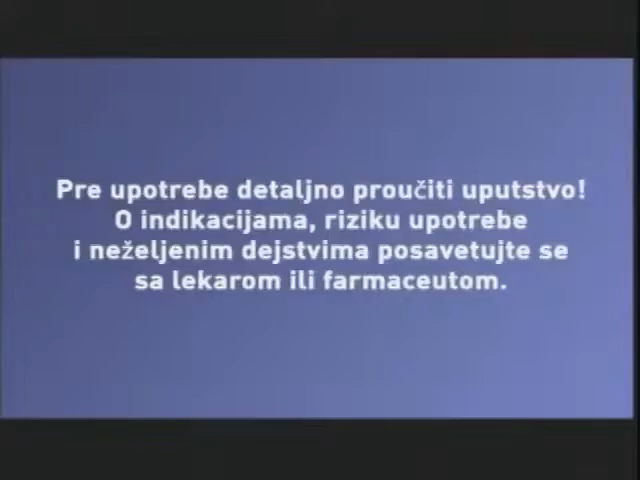 Pre upotrebe detaljno proučiti uputstvo!
O indikacijama, riziku upotrebe
i neželjenim dejstvima posavetujte se
sa lekarom ili farmaceutom.